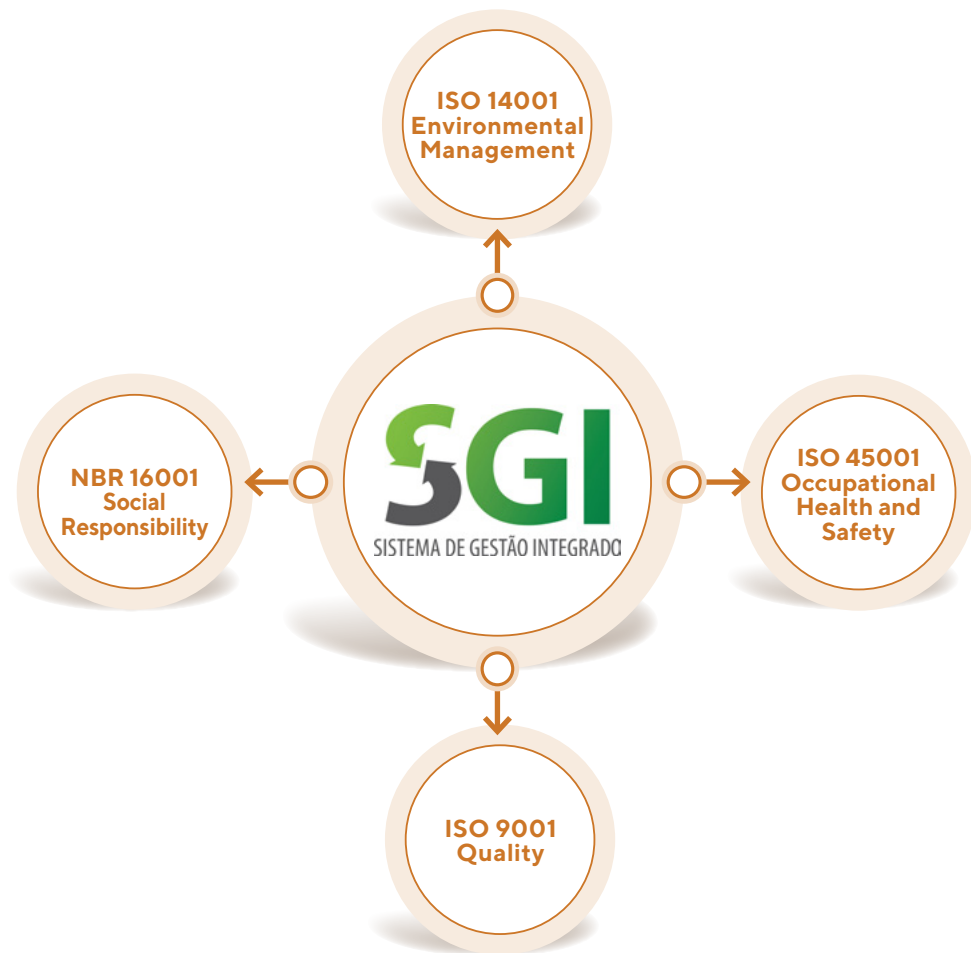 ISO 14001
Environmental
Management
NBR 16001
Social
Responsibility
SGI
SISTEMA DE GESTÃO INTEGRADO
ISO 45001
Occupational
Health and
Safety
ISO 9001
Quality